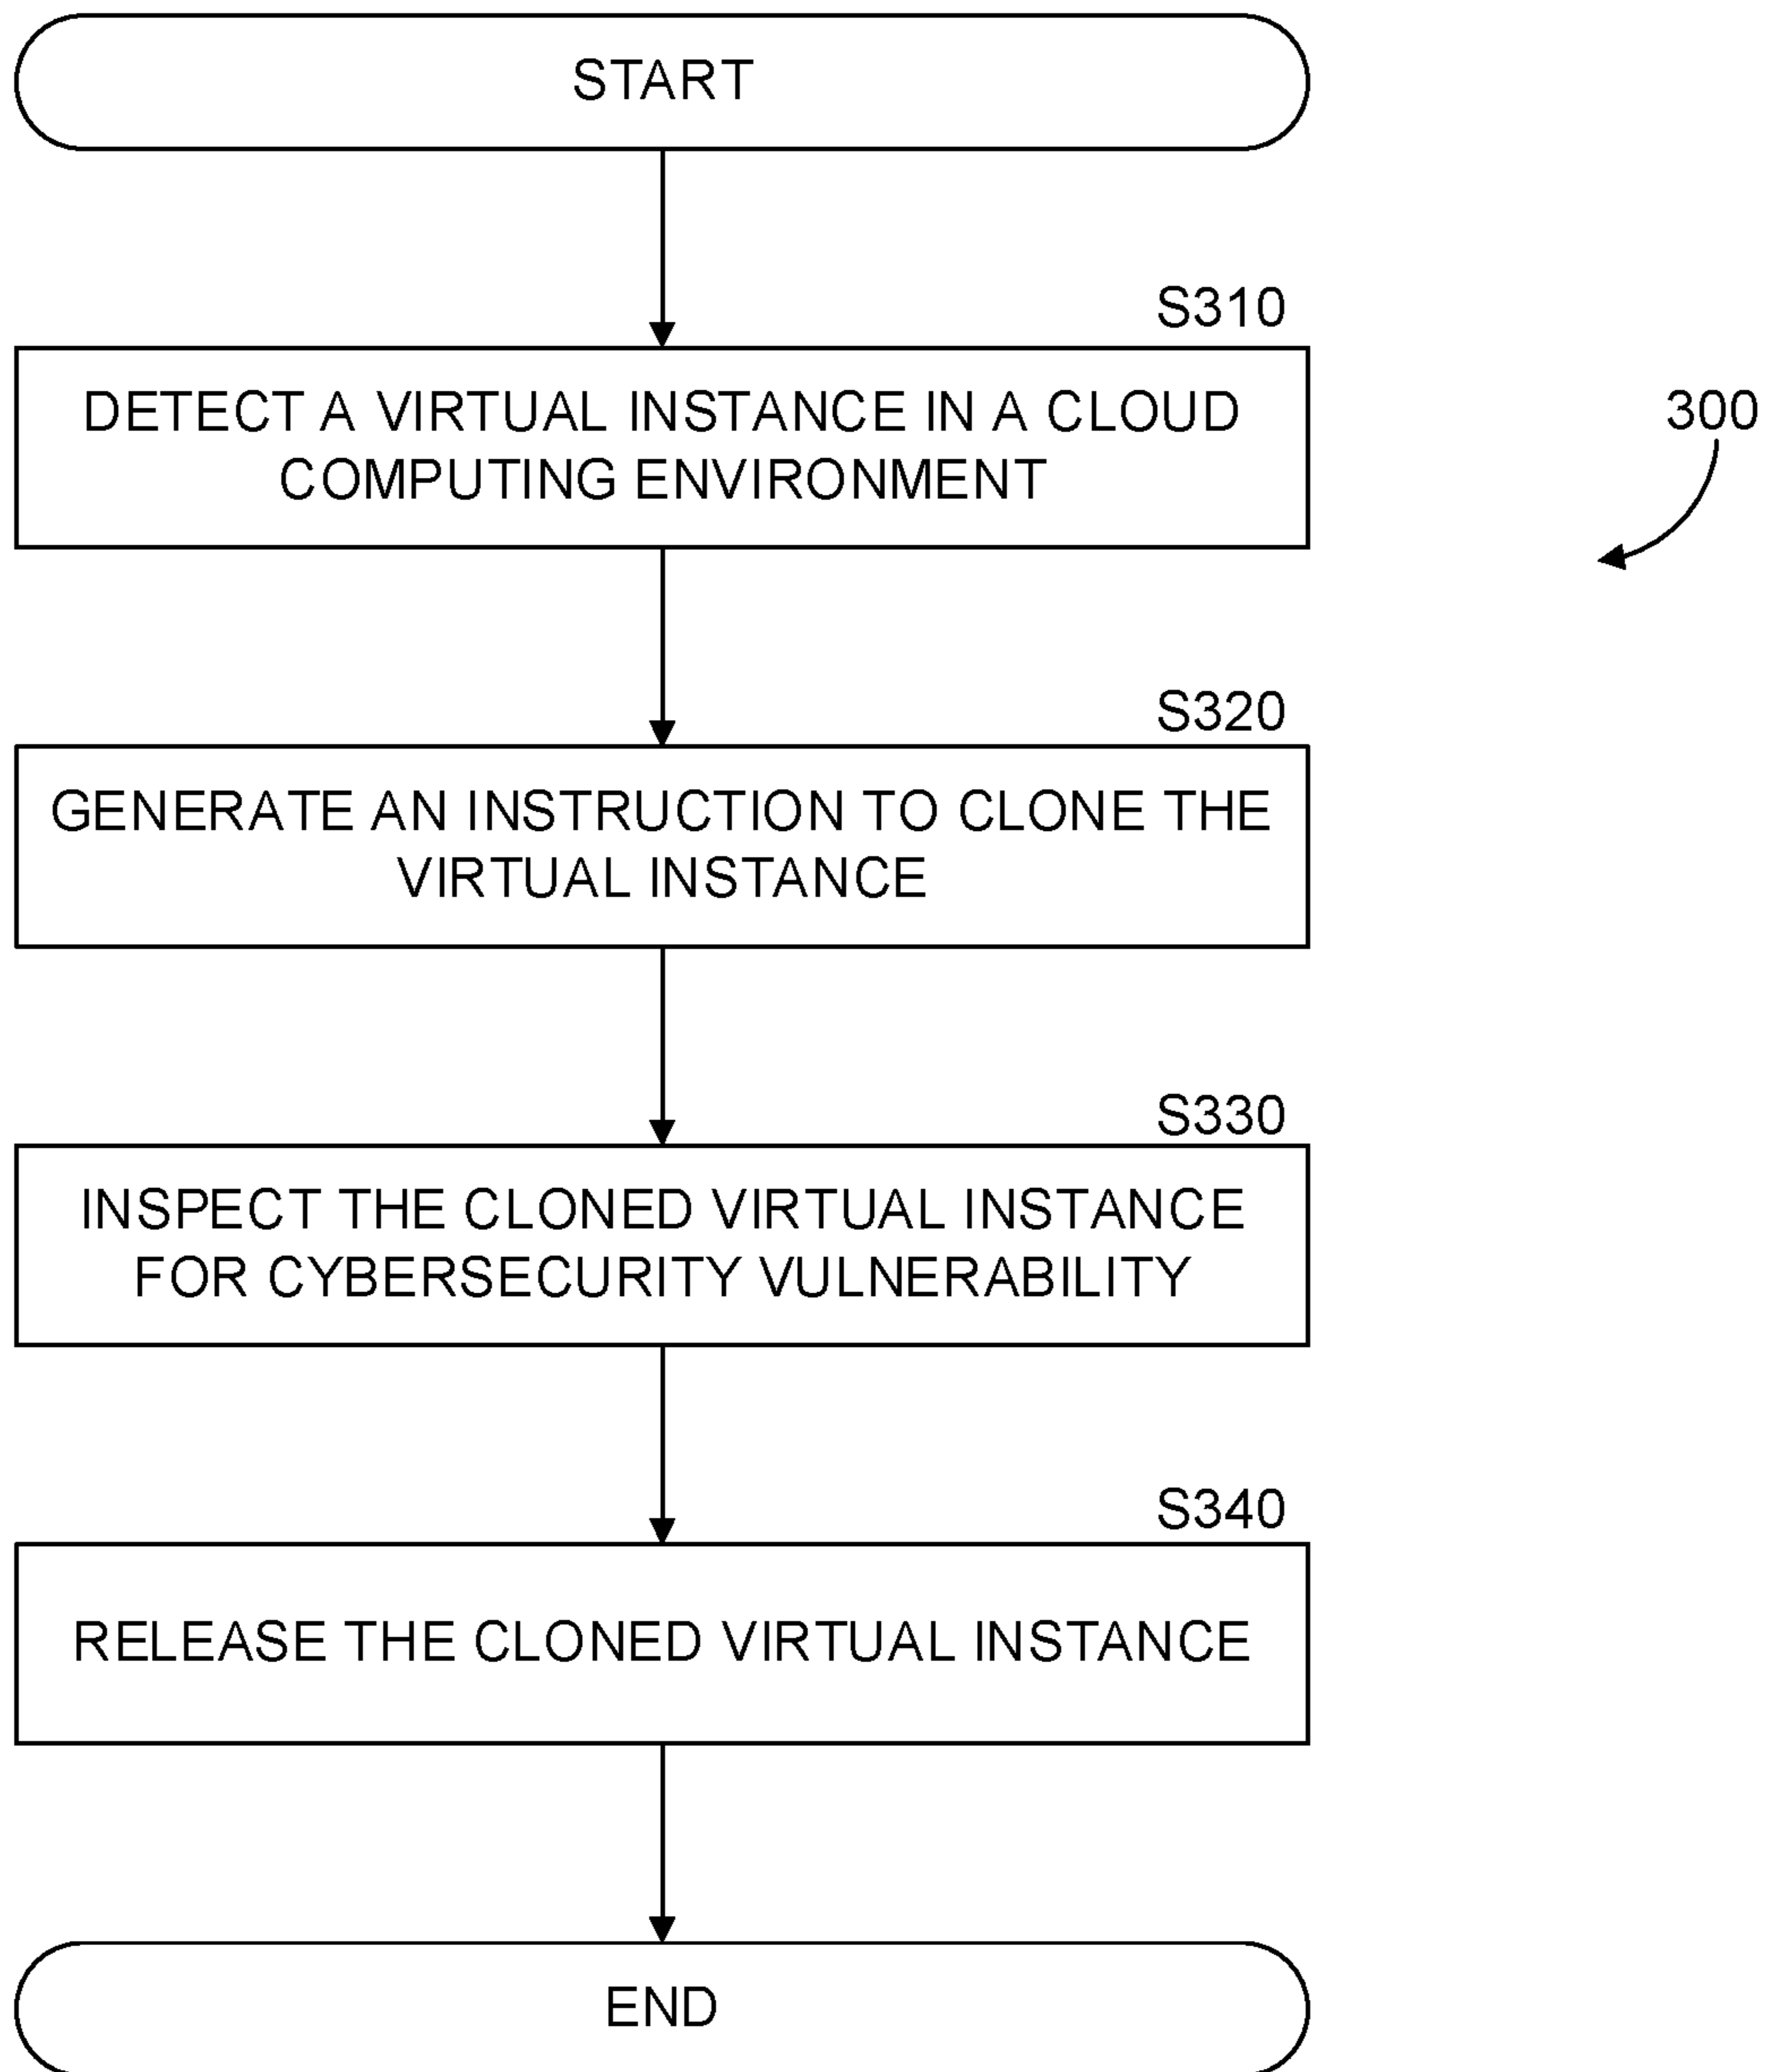 START
S310
DETECT A VIRTUAL INSTANCE IN A CLOUD
COMPUTING ENVIRONMENT
300
S320
GENERATE AN INSTRUCTION TO CLONE THE
VIRTUAL INSTANCE
S330
INSPECT THE CLONED VIRTUAL INSTANCE
FOR CYBERSECURITY VULNERABILITY
S340
RELEASE THE CLONED VIRTUAL INSTANCE
END